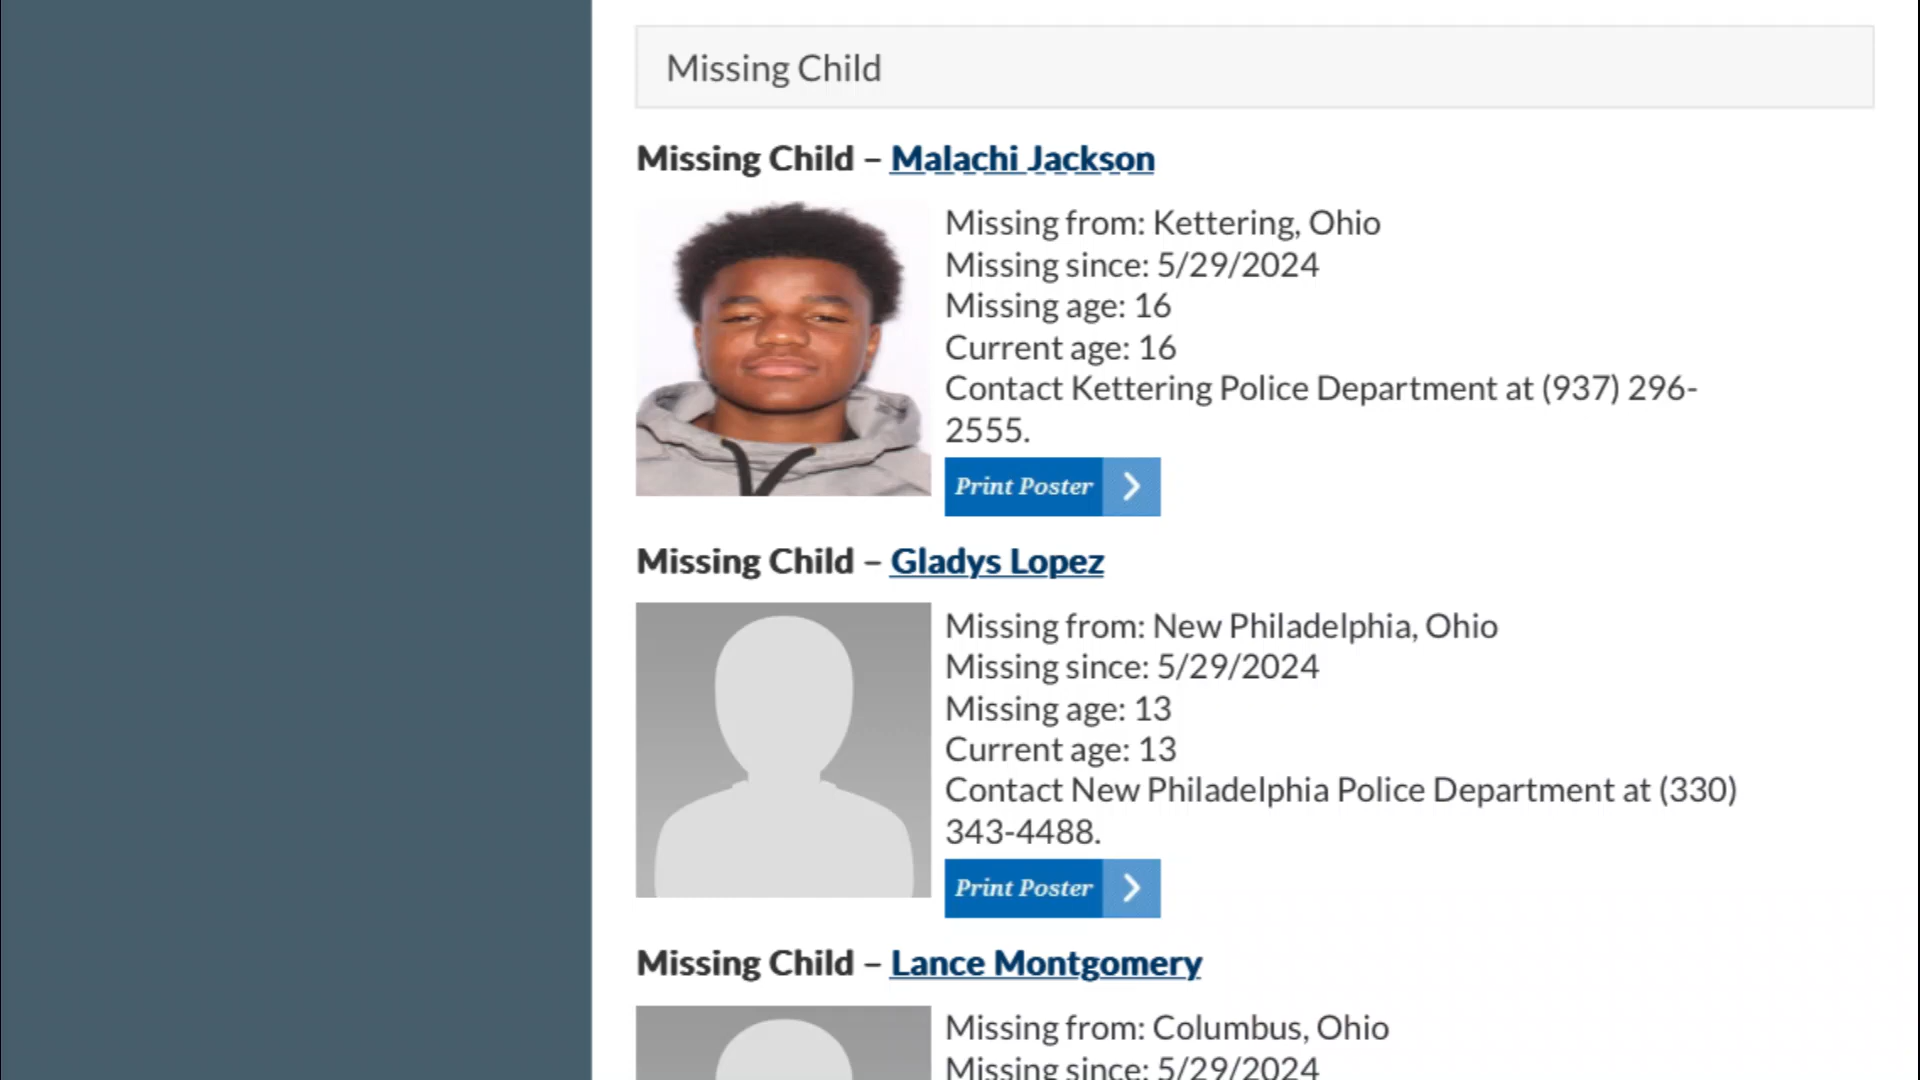 Missing Child
Missing Child – Malachi Jackson
Missing from: Kettering, Ohio
Missing since: 5/29/2024
Missing age: 16
Current age: 16
Contact Kettering Police Department at (937) 296-
2555.
Print Poster
Missing Child – Gladys Lopez
Missing from: New Philadelphia, Ohio
Missing since: 5/29/2024
Missing age: 13
Current age: 13
Contact New Philadelphia Police Department at (330)
343-4488.
Print Poster
Missing Child – Lance Montgomery
Missing from: Columbus, Ohio
Missing since: 5/29/2024